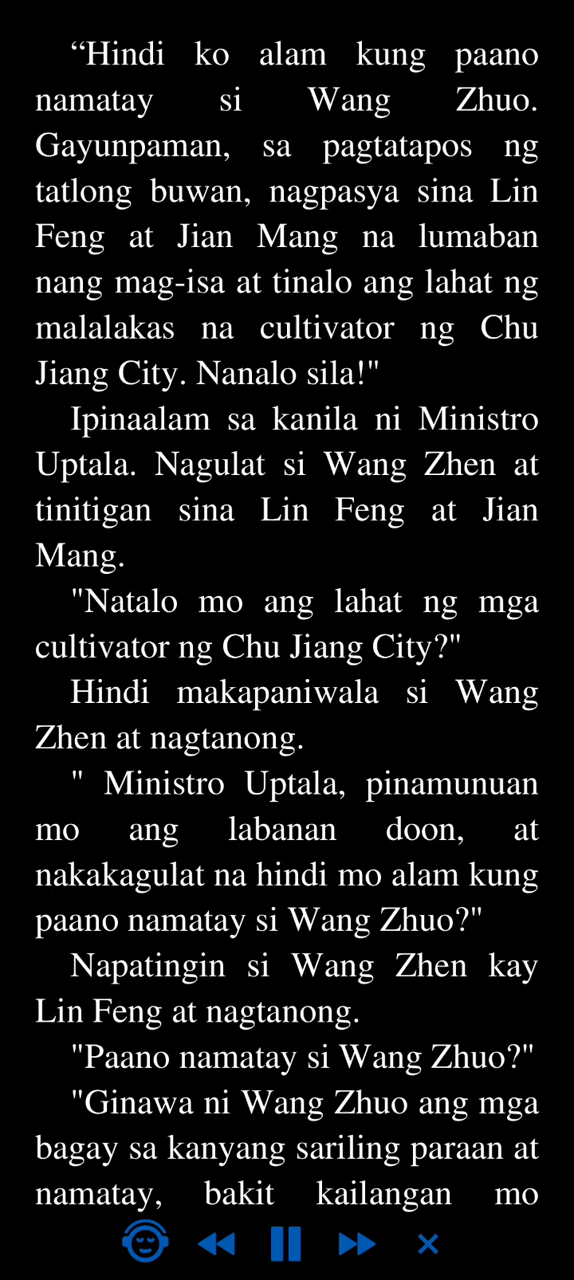 “Hindi ko alam kung paano
namatay si Wang Zhuo.
Gayunpaman, sa pagtatapos ng
tatlong buwan, nagpasya sina Lin
Feng at Jian Mang na lumaban
nang mag-isa at tinalo ang lahat ng
malalakas na cultivator ng Chu
Jiang City. Nanalo sila!"
Ipinaalam sa kanila ni Ministro
Uptala. Nagulat si Wang Zhen at
tinitigan sina Lin Feng at Jian
Mang.
"Natalo mo ang lahat ng mga
cultivator ng Chu Jiang City?"
Hindi makapaniwala si Wang
Zhen at nagtanong.
" Ministro Uptala, pinamunuan
mo ang labanan doon, at
nakakagulat na hindi mo alam kung
paano namatay si Wang Zhuo?"
Napatingin si Wang Zhen kay
Lin Feng at nagtanong.
"Paano namatay si Wang Zhuo?"
"Ginawa ni Wang Zhuo ang mga
bagay sa kanyang sariling paraan at
namatay, bakit kailangan mo